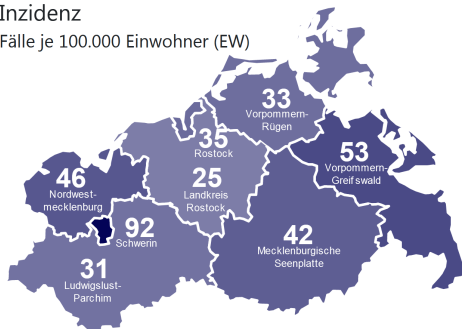 Inzidenz
Fälle je 100.000 Einwohner (EW)
33
Vorpommern-
Rügen
35
Rostock
53
Vorpommern-
Greifswald
46
Nordwest-
mecklenburg
25
Landkreis
Rostock
92
Schwerin
42
Mecklenburgische
Seenplatte
31
Ludwigslust-
Parchim